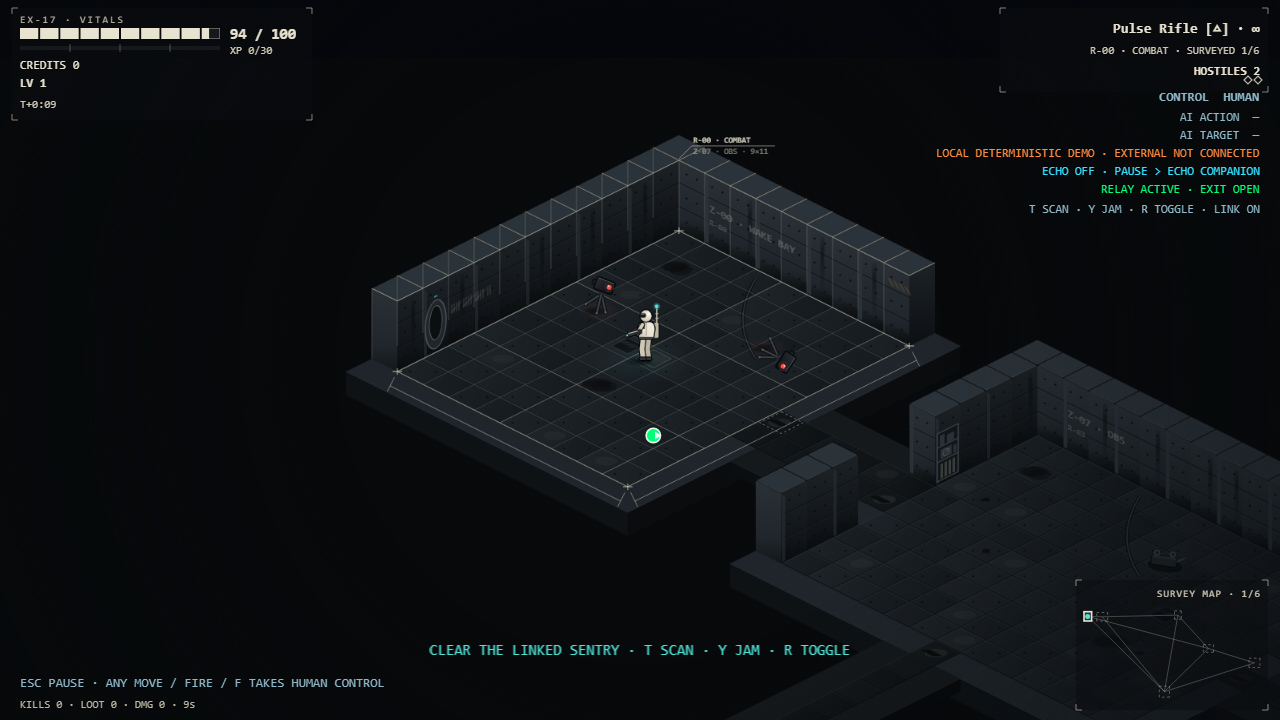 EX-17 · VITALS
94 / 100
XP 0/30
CREDITS 0
LV 1
T+0:09
Pulse Rifle [▲] · ∞
R-00 · COMBAT · SURVEYED 1/6
HOSTILES 2
CONTROL HUMAN
AI ACTION —
AI TARGET —
LOCAL DETERMINISTIC DEMO · EXTERNAL NOT CONNECTED
ECHO OFF · PAUSE > ECHO COMPANION
RELAY ACTIVE · EXIT OPEN
T SCAN · Y JAM · R TOGGLE · LINK ON
R-00 · COMBAT
Z-07 · OBS · 9×11
Z-00 · WAKE BAY
R-00
Z-07 · OBS
R-03
SURVEY MAP · 1/6
CLEAR THE LINKED SENTRY · T SCAN · Y JAM · R TOGGLE
ESC PAUSE · ANY MOVE / FIRE / F TAKES HUMAN CONTROL
KILLS 0 · LOOT 0 · DMG 0 · 9s